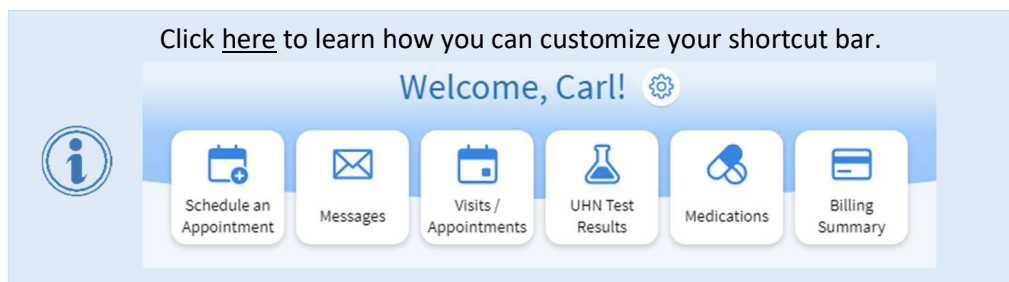 Click here to learn how you can customize your shortcut bar.
Welcome, Carl!
Schedule an
Appointment
Messages
Visits /
Appointments
UHN Test
Results
Medications
Billing
Summary